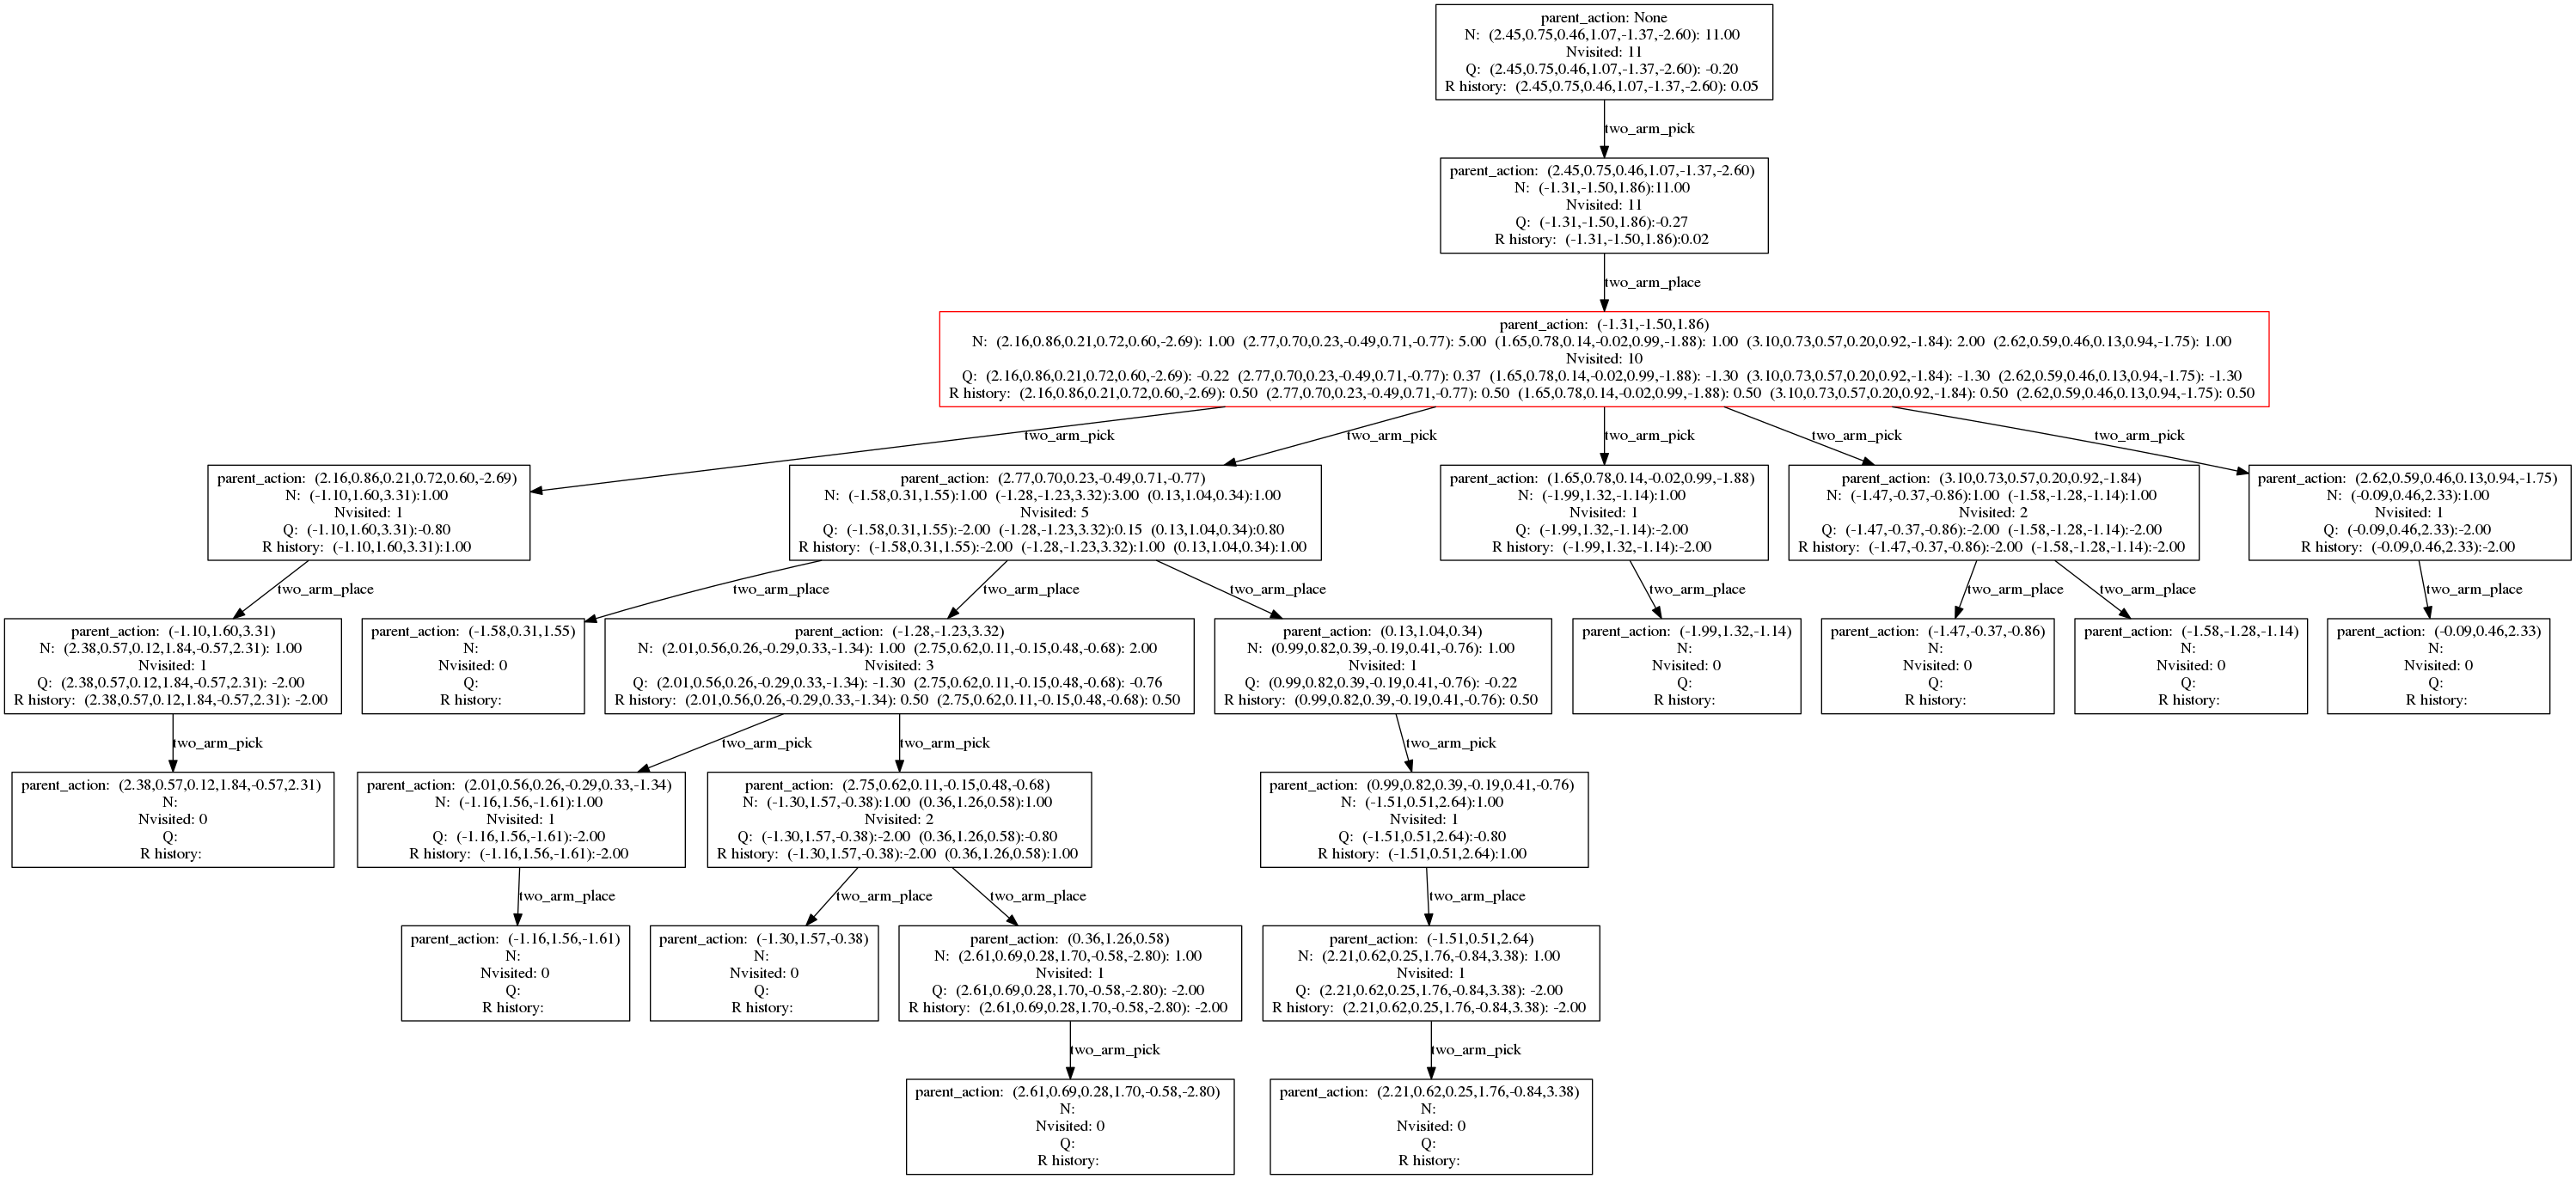 parent_action: None
N:  (2.45,0.75,0.46,1.07,-1.37,-2.60): 11.00
Nvisited: 11
Q:  (2.45,0.75,0.46,1.07,-1.37,-2.60): -0.20
R history:  (2.45,0.75,0.46,1.07,-1.37,-2.60): 0.05
two_arm_pick
parent_action:  (2.45,0.75,0.46,1.07,-1.37,-2.60)
N:  (-1.31,-1.50,1.86):11.00
Nvisited: 11
Q:  (-1.31,-1.50,1.86):-0.27
R history:  (-1.31,-1.50,1.86):0.02
two_arm_place
parent_action:  (-1.31,-1.50,1.86)
N:  (2.16,0.86,0.21,0.72,0.60,-2.69): 1.00  (2.77,0.70,0.23,-0.49,0.71,-0.77): 5.00  (1.65,0.78,0.14,-0.02,0.99,-1.88): 1.00  (3.10,0.73,0.57,0.20,0.92,-1.84): 2.00  (2.62,0.59,0.46,0.13,0.94,-1.75): 1.00
Nvisited: 10
Q:  (2.16,0.86,0.21,0.72,0.60,-2.69): -0.22  (2.77,0.70,0.23,-0.49,0.71,-0.77): 0.37  (1.65,0.78,0.14,-0.02,0.99,-1.88): -1.30  (3.10,0.73,0.57,0.20,0.92,-1.84): -1.30  (2.62,0.59,0.46,0.13,0.94,-1.75): -1.30
R history:  (2.16,0.86,0.21,0.72,0.60,-2.69): 0.50  (2.77,0.70,0.23,-0.49,0.71,-0.77): 0.50  (1.65,0.78,0.14,-0.02,0.99,-1.88): 0.50  (3.10,0.73,0.57,0.20,0.92,-1.84): 0.50  (2.62,0.59,0.46,0.13,0.94,-1.75): 0.50
two_arm_pick
two_arm_pick
two_arm_pick
two_arm_pick
two_arm_pick
parent_action:  (2.16,0.86,0.21,0.72,0.60,-2.69)
N:  (-1.10,1.60,3.31):1.00
Nvisited: 1
Q:  (-1.10,1.60,3.31):-0.80
R history:  (-1.10,1.60,3.31):1.00
parent_action:  (2.77,0.70,0.23,-0.49,0.71,-0.77)
N:  (-1.58,0.31,1.55):1.00  (-1.28,-1.23,3.32):3.00  (0.13,1.04,0.34):1.00
Nvisited: 5
Q:  (-1.58,0.31,1.55):-2.00  (-1.28,-1.23,3.32):0.15  (0.13,1.04,0.34):0.80
R history:  (-1.58,0.31,1.55):-2.00  (-1.28,-1.23,3.32):1.00  (0.13,1.04,0.34):1.00
parent_action:  (1.65,0.78,0.14,-0.02,0.99,-1.88)
N:  (-1.99,1.32,-1.14):1.00
Nvisited: 1
Q:  (-1.99,1.32,-1.14):-2.00
R history:  (-1.99,1.32,-1.14):-2.00
parent_action:  (3.10,0.73,0.57,0.20,0.92,-1.84)
N:  (-1.47,-0.37,-0.86):1.00  (-1.58,-1.28,-1.14):1.00
Nvisited: 2
Q:  (-1.47,-0.37,-0.86):-2.00  (-1.58,-1.28,-1.14):-2.00
R history:  (-1.47,-0.37,-0.86):-2.00  (-1.58,-1.28,-1.14):-2.00
parent_action:  (2.62,0.59,0.46,0.13,0.94,-1.75)
N:  (-0.09,0.46,2.33):1.00
Nvisited: 1
Q:  (-0.09,0.46,2.33):-2.00
R history:  (-0.09,0.46,2.33):-2.00
two_arm_place
two_arm_place
two_arm_place
two_arm_place
two_arm_place
two_arm_place
two_arm_place
two_arm_place
parent_action:  (-1.10,1.60,3.31)
N:  (2.38,0.57,0.12,1.84,-0.57,2.31): 1.00
Nvisited: 1
Q:  (2.38,0.57,0.12,1.84,-0.57,2.31): -2.00
R history:  (2.38,0.57,0.12,1.84,-0.57,2.31): -2.00
parent_action:  (-1.58,0.31,1.55)
N:
Nvisited: 0
Q:
R history:
parent_action:  (-1.28,-1.23,3.32)
N:  (2.01,0.56,0.26,-0.29,0.33,-1.34): 1.00  (2.75,0.62,0.11,-0.15,0.48,-0.68): 2.00
Nvisited: 3
Q:  (2.01,0.56,0.26,-0.29,0.33,-1.34): -1.30  (2.75,0.62,0.11,-0.15,0.48,-0.68): -0.76
R history:  (2.01,0.56,0.26,-0.29,0.33,-1.34): 0.50  (2.75,0.62,0.11,-0.15,0.48,-0.68): 0.50
parent_action:  (0.13,1.04,0.34)
N:  (0.99,0.82,0.39,-0.19,0.41,-0.76): 1.00
Nvisited: 1
Q:  (0.99,0.82,0.39,-0.19,0.41,-0.76): -0.22
R history:  (0.99,0.82,0.39,-0.19,0.41,-0.76): 0.50
parent_action:  (-1.99,1.32,-1.14)
N:
Nvisited: 0
Q:
R history:
parent_action:  (-1.47,-0.37,-0.86)
N:
Nvisited: 0
Q:
R history:
parent_action:  (-1.58,-1.28,-1.14)
N:
Nvisited: 0
Q:
R history:
parent_action:  (-0.09,0.46,2.33)
N:
Nvisited: 0
Q:
R history:
two_arm_pick
two_arm_pick
two_arm_pick
two_arm_pick
parent_action:  (2.38,0.57,0.12,1.84,-0.57,2.31)
N:
Nvisited: 0
Q:
R history:
parent_action:  (2.01,0.56,0.26,-0.29,0.33,-1.34)
N:  (-1.16,1.56,-1.61):1.00
Nvisited: 1
Q:  (-1.16,1.56,-1.61):-2.00
R history:  (-1.16,1.56,-1.61):-2.00
parent_action:  (2.75,0.62,0.11,-0.15,0.48,-0.68)
N:  (-1.30,1.57,-0.38):1.00  (0.36,1.26,0.58):1.00
Nvisited: 2
Q:  (-1.30,1.57,-0.38):-2.00  (0.36,1.26,0.58):-0.80
R history:  (-1.30,1.57,-0.38):-2.00  (0.36,1.26,0.58):1.00
parent_action:  (0.99,0.82,0.39,-0.19,0.41,-0.76)
N:  (-1.51,0.51,2.64):1.00
Nvisited: 1
Q:  (-1.51,0.51,2.64):-0.80
R history:  (-1.51,0.51,2.64):1.00
two_arm_place
two_arm_place
two_arm_place
two_arm_place
parent_action:  (-1.16,1.56,-1.61)
N:
Nvisited: 0
Q:
R history:
parent_action:  (-1.30,1.57,-0.38)
N:
Nvisited: 0
Q:
R history:
parent_action:  (0.36,1.26,0.58)
N:  (2.61,0.69,0.28,1.70,-0.58,-2.80): 1.00
Nvisited: 1
Q:  (2.61,0.69,0.28,1.70,-0.58,-2.80): -2.00
R history:  (2.61,0.69,0.28,1.70,-0.58,-2.80): -2.00
parent_action:  (-1.51,0.51,2.64)
N:  (2.21,0.62,0.25,1.76,-0.84,3.38): 1.00
Nvisited: 1
Q:  (2.21,0.62,0.25,1.76,-0.84,3.38): -2.00
R history:  (2.21,0.62,0.25,1.76,-0.84,3.38): -2.00
two_arm_pick
two_arm_pick
parent_action:  (2.61,0.69,0.28,1.70,-0.58,-2.80)
N:
Nvisited: 0
Q:
R history:
parent_action:  (2.21,0.62,0.25,1.76,-0.84,3.38)
N:
Nvisited: 0
Q:
R history: